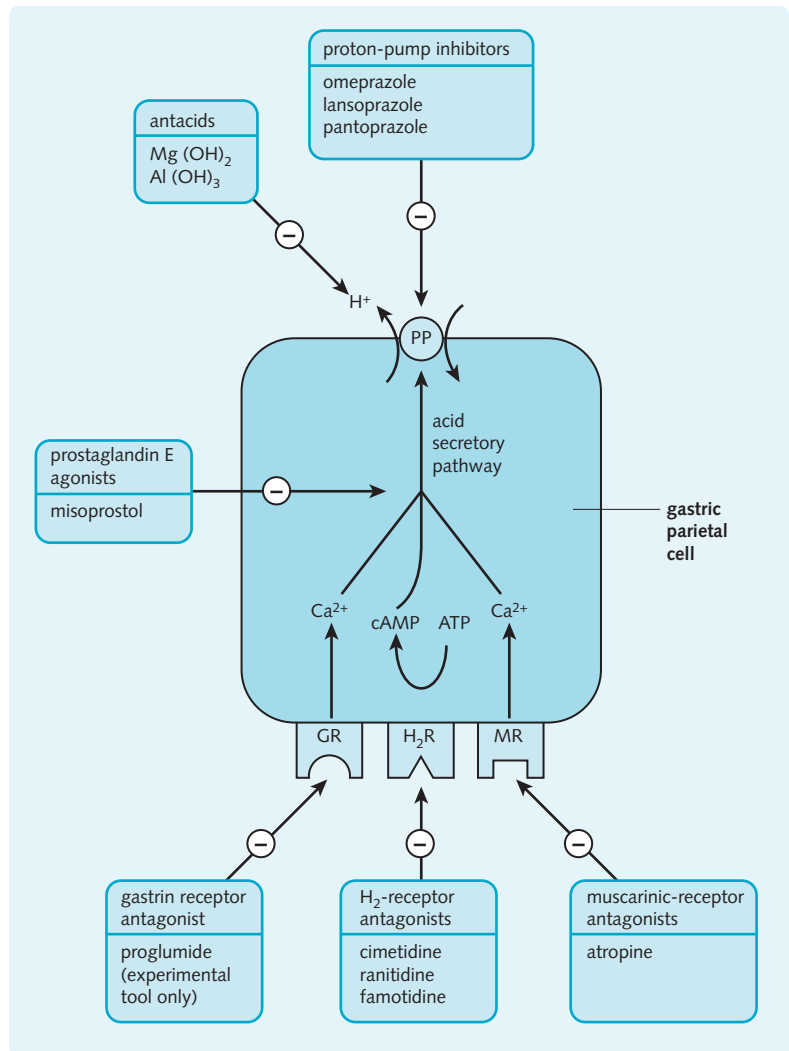 proton-pump inhibitors
omeprazole
lansoprazole
pantoprazole
antacids
Mg (OH)₂
Al (OH)₃
−
−
H⁺
PP
acid
secretory
pathway
prostaglandin E
agonists
misoprostol
−
gastric
parietal
cell
Ca²⁺
cAMP
ATP
Ca²⁺
GR
H₂R
MR
−
−
−
gastrin receptor
antagonist
proglumide
(experimental
tool only)
H₂-receptor
antagonists
cimetidine
ranitidine
famotidine
muscarinic-receptor
antagonists
atropine